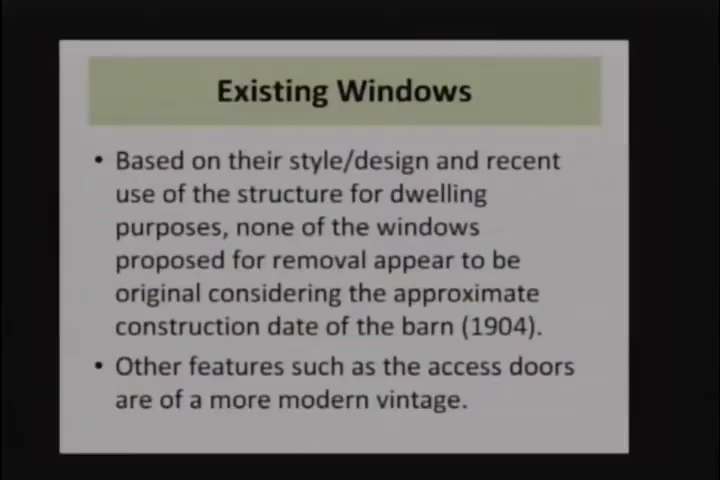 Existing Windows
• Based on their style/design and recent
use of the structure for dwelling
purposes, none of the windows
proposed for removal appear to be
original considering the approximate
construction date of the barn (1904).
• Other features such as the access doors
are of a more modern vintage.